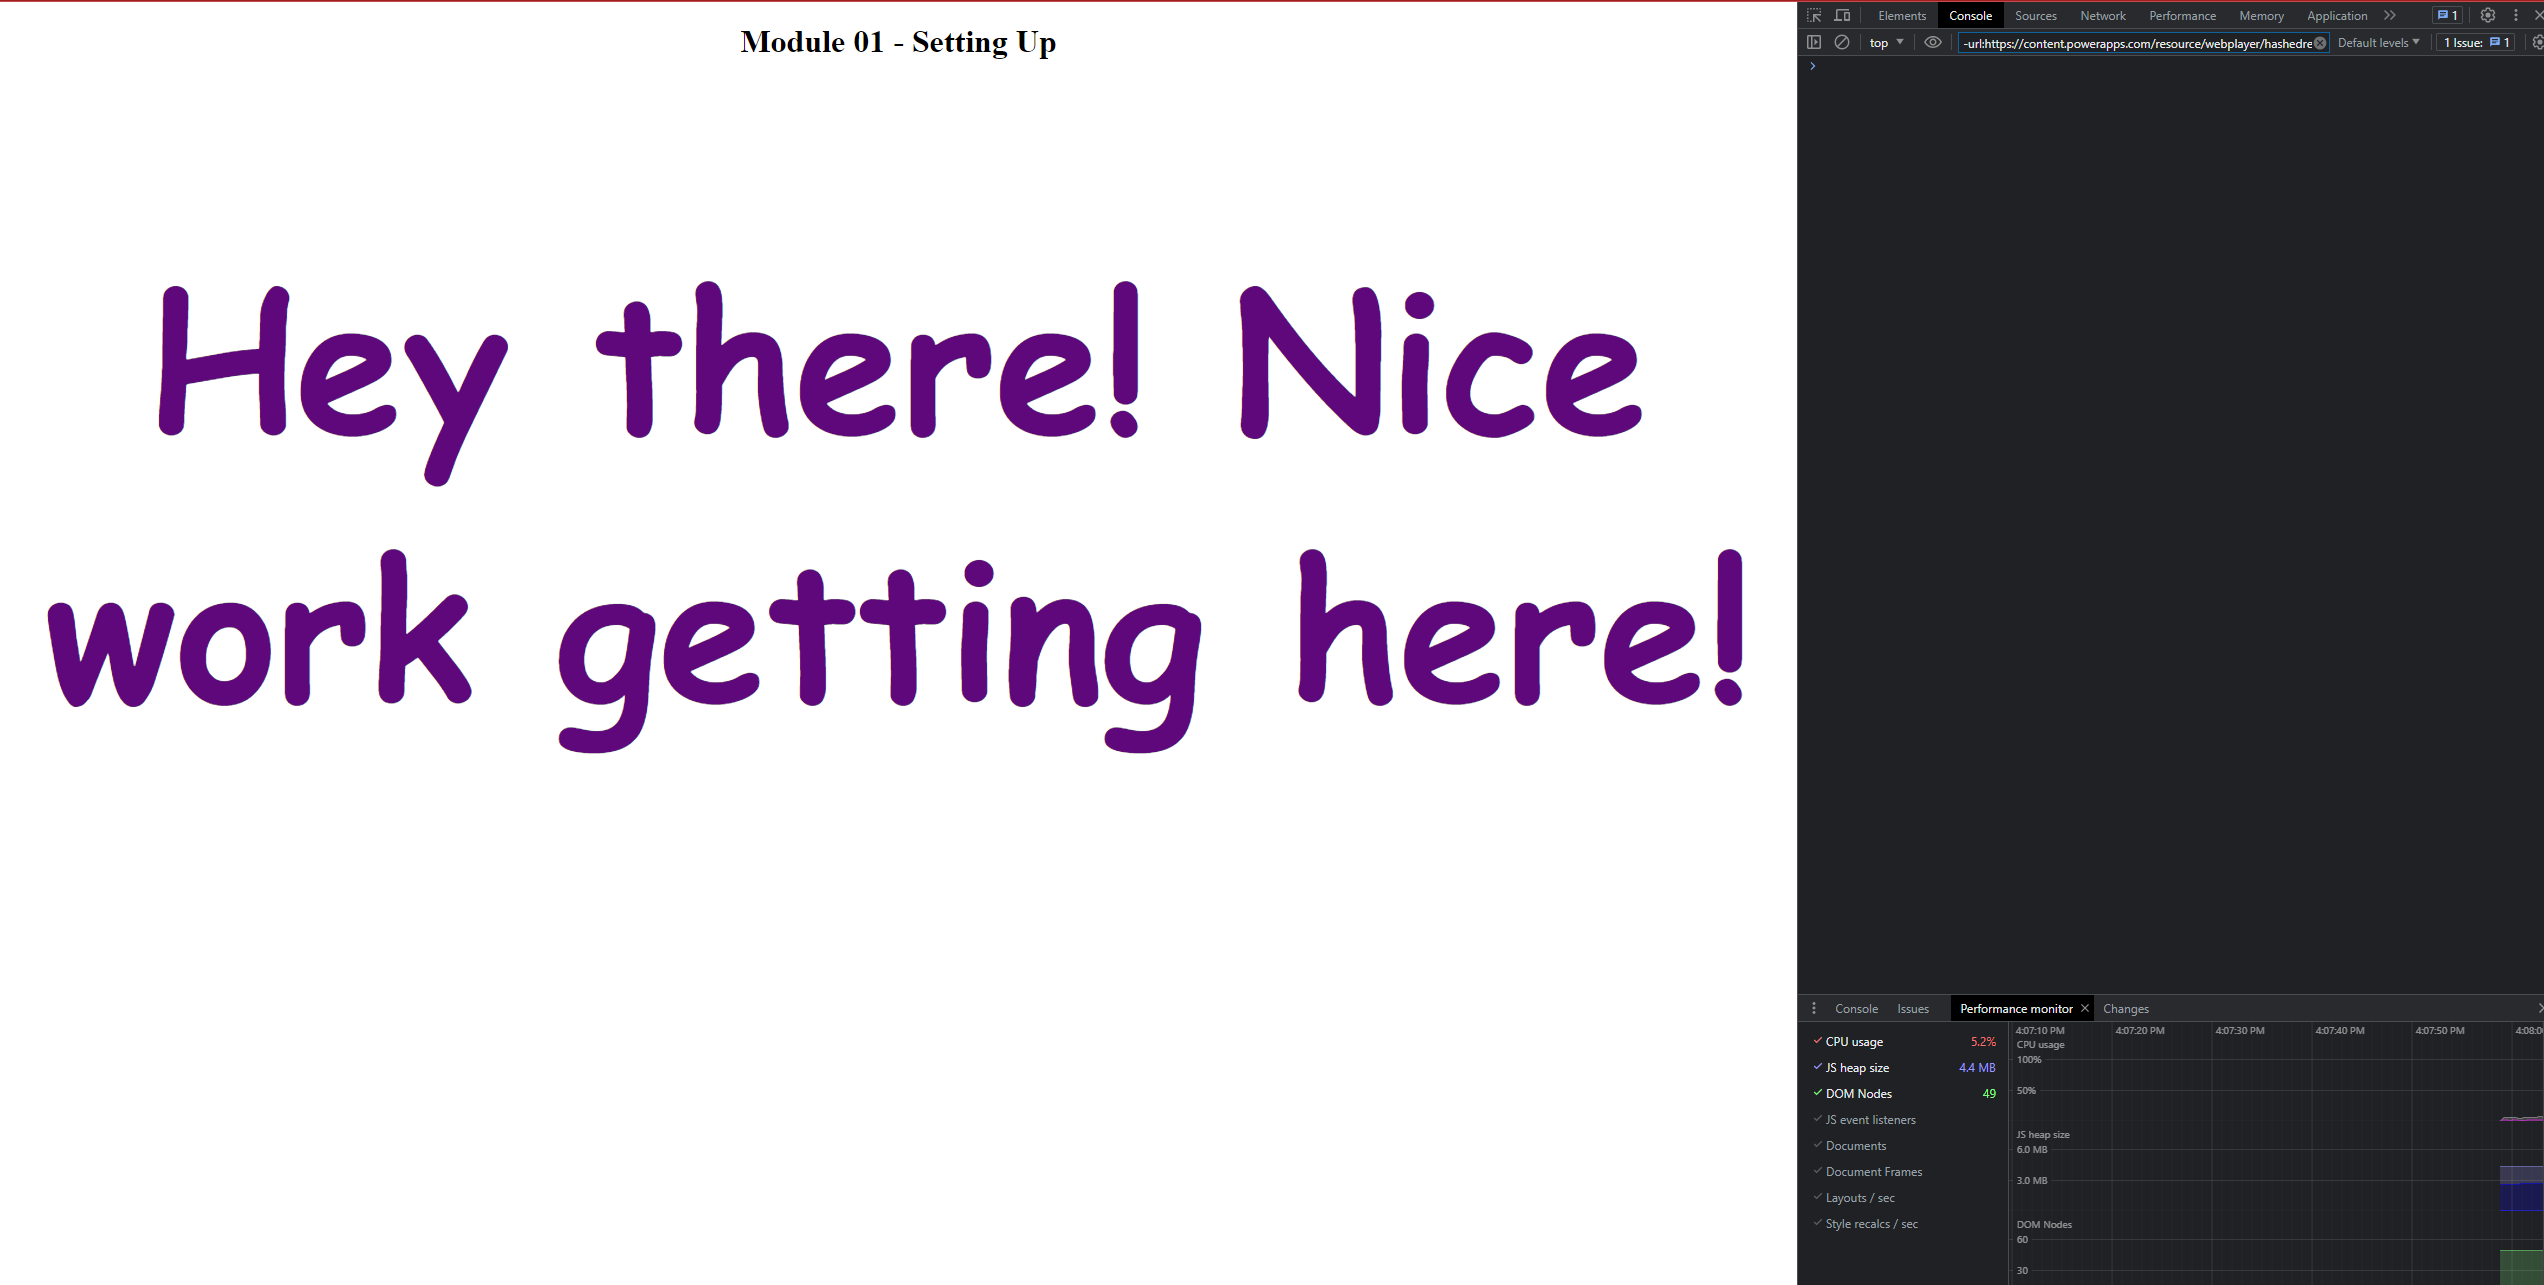 Module 01 - Setting Up
Hey there! Nice
work getting here!
Elements Console Sources Network Performance Memory Application 1
top -url:https://content.powerapps.com/resource/webplayer/hashedre Default levels 1 Issue: 1
Console Issues Performance monitor Changes
4:07:10 PM 4:07:20 PM 4:07:30 PM 4:07:40 PM 4:07:50 PM 4:08:0
CPU usage 5.2%
JS heap size 4.4 MB
DOM Nodes 49
JS event listeners
Documents
Document Frames
Layouts / sec
Style recalcs / sec
CPU usage
100%
50%
JS heap size
6.0 MB
3.0 MB
DOM Nodes
60
30